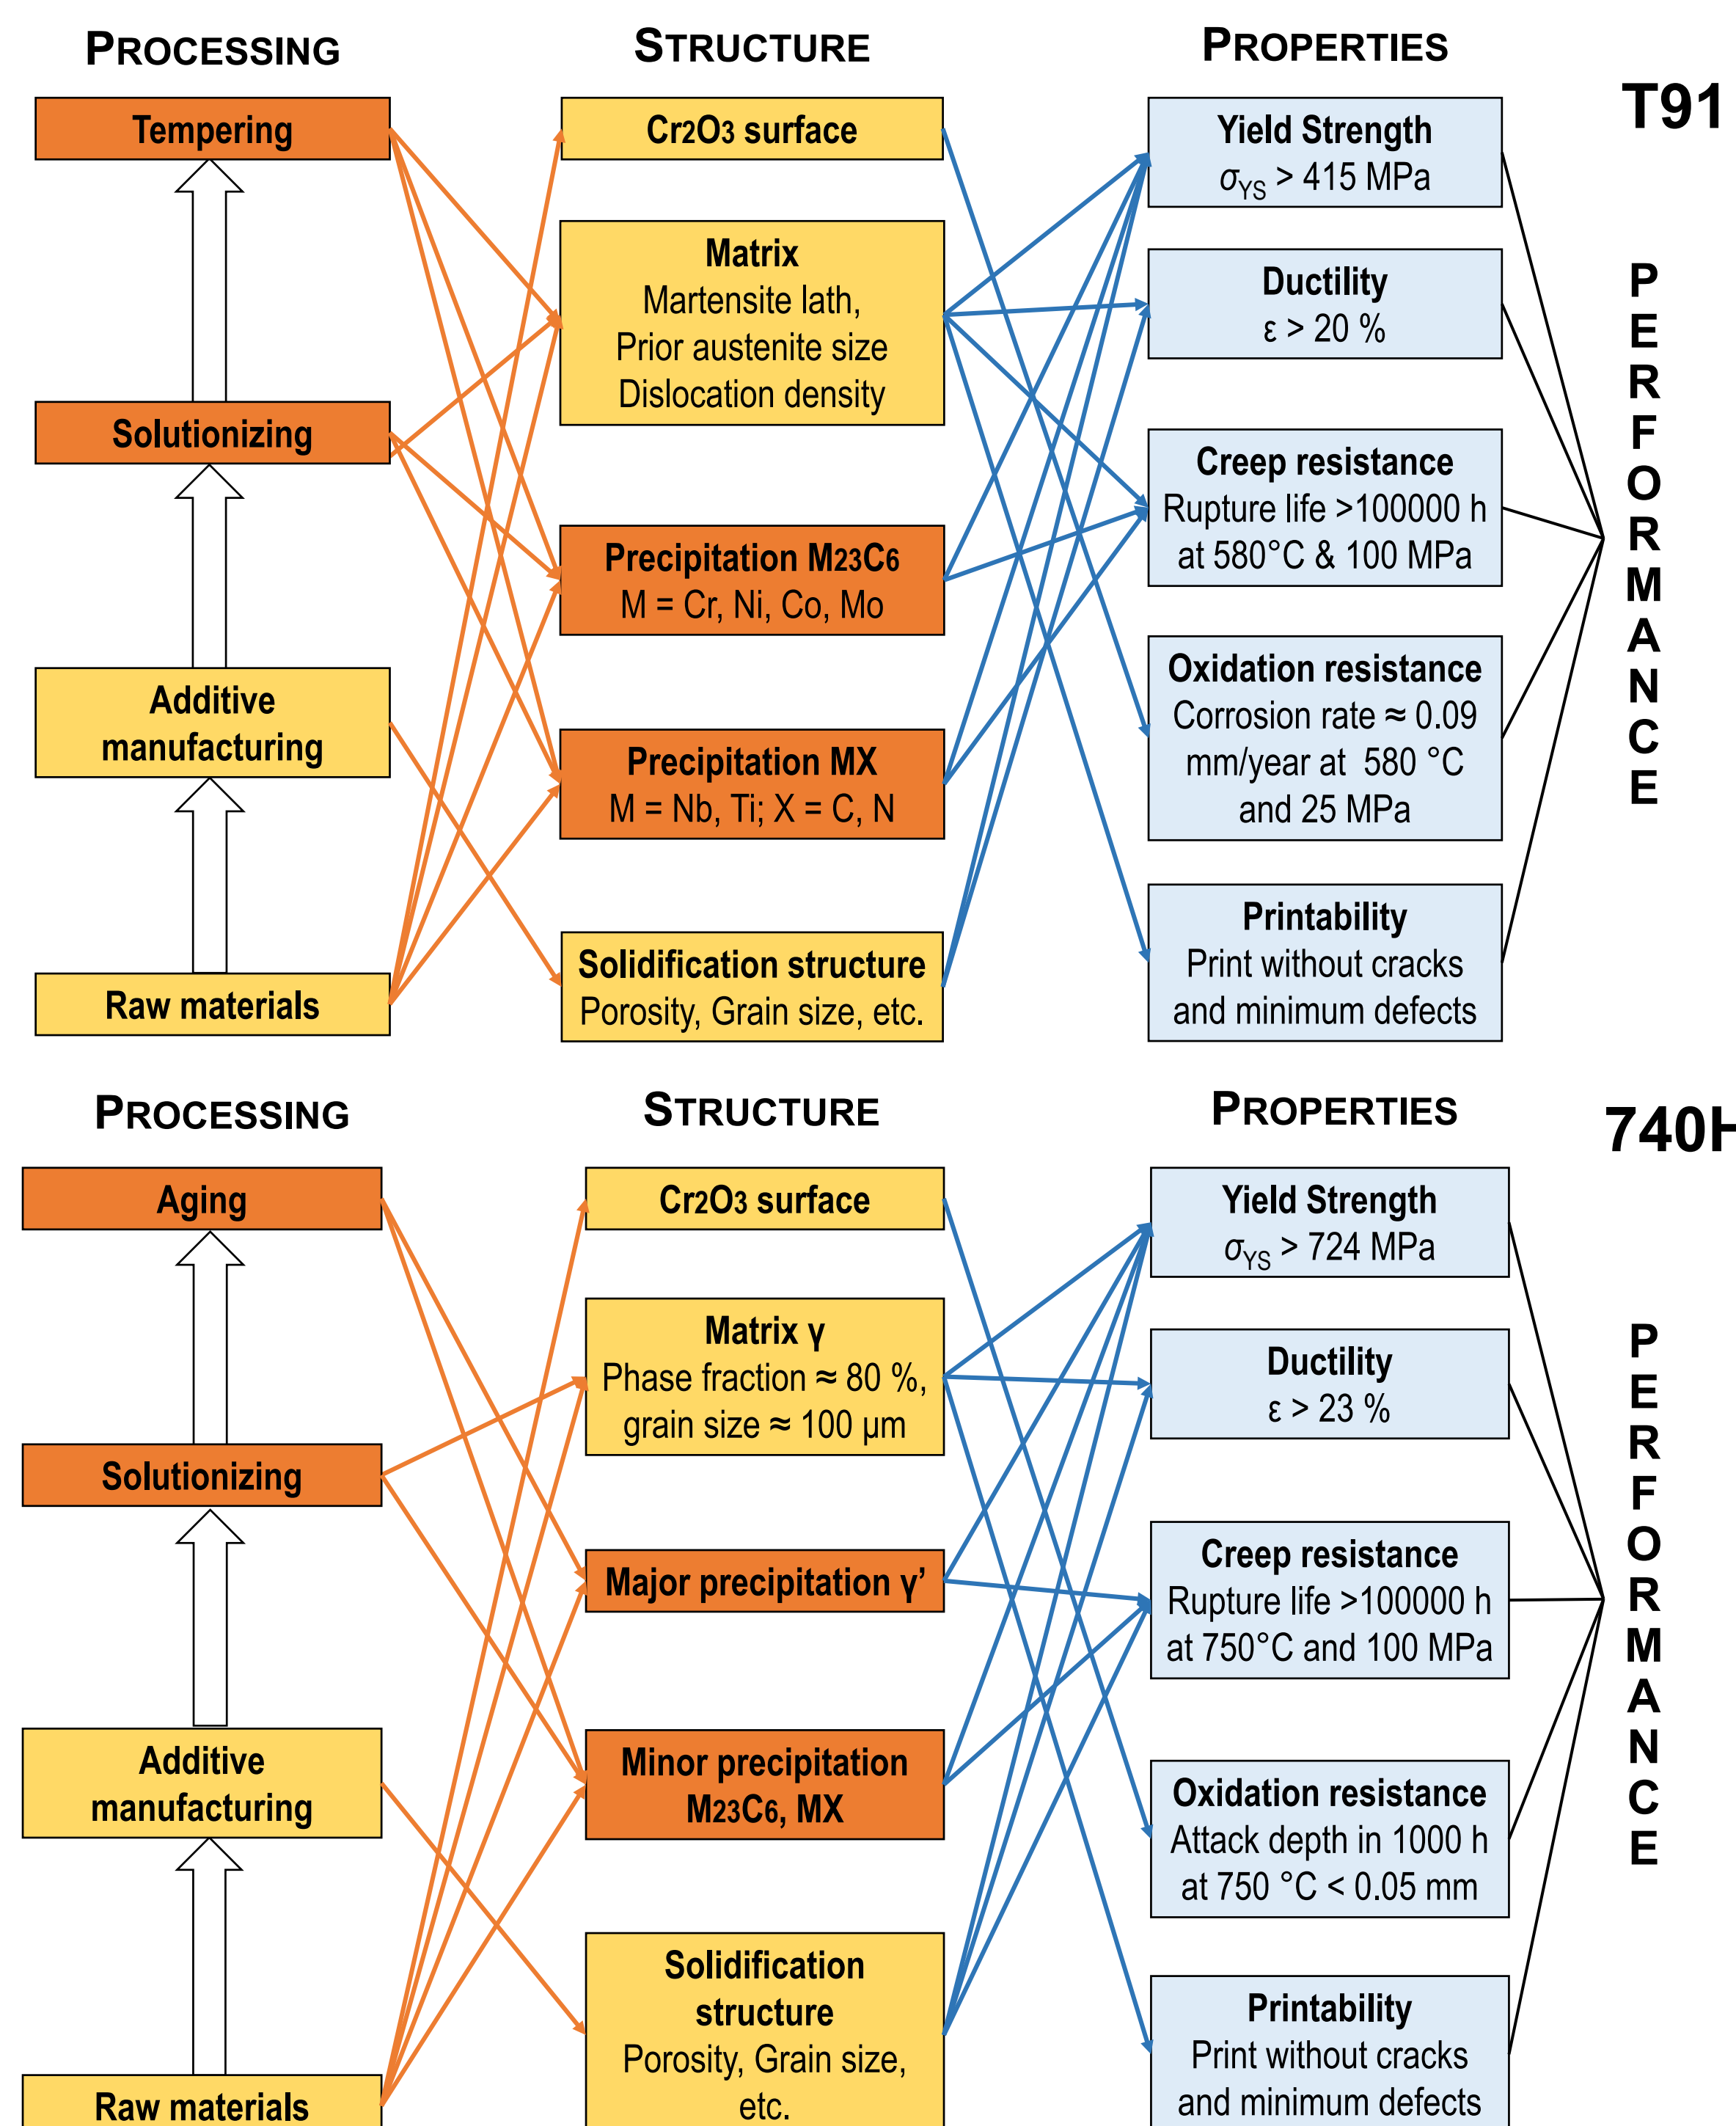 PROCESSING
STRUCTURE
PROPERTIES
T91
Tempering
Solutionizing
Additive
manufacturing
Raw materials
Cr2O3 surface
Matrix
Martensite lath,
Prior austenite size
Dislocation density
Precipitation M23C6
M = Cr, Ni, Co, Mo
Precipitation MX
M = Nb, Ti; X = C, N
Solidification structure
Porosity, Grain size, etc.
Yield Strength
σYS > 415 MPa
Ductility
ε > 20 %
Creep resistance
Rupture life >100000 h
at 580°C & 100 MPa
Oxidation resistance
Corrosion rate ≈ 0.09
mm/year at 580 °C
and 25 MPa
Printability
Print without cracks
and minimum defects
PERFORMANCE
PROCESSING
STRUCTURE
PROPERTIES
740H
Aging
Solutionizing
Additive
manufacturing
Raw materials
Cr2O3 surface
Matrix γ
Phase fraction ≈ 80 %,
grain size ≈ 100 μm
Major precipitation γ’
Minor precipitation
M23C6, MX
Solidification
structure
Porosity, Grain size,
etc.
Yield Strength
σYS > 724 MPa
Ductility
ε > 23 %
Creep resistance
Rupture life >100000 h
at 750°C and 100 MPa
Oxidation resistance
Attack depth in 1000 h
at 750 °C < 0.05 mm
Printability
Print without cracks
and minimum defects
PERFORMANCE